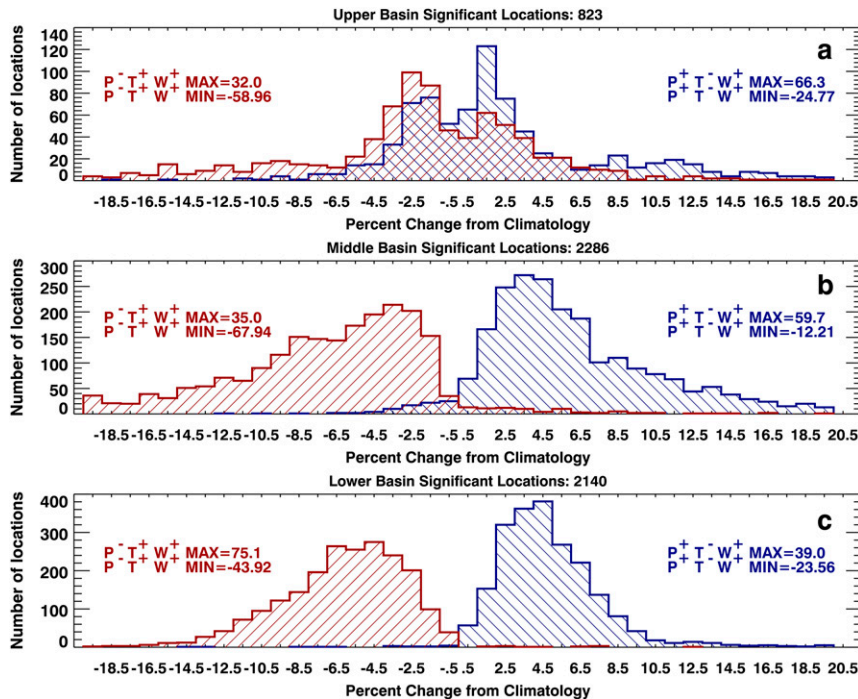 Upper Basin Significant Locations: 823
a
Number of locations
140
120
100
80
60
40
20
0
P- T+ W+ MAX=32.0
P- T+ W+ MIN=-58.96
P+ T- W+ MAX=66.3
P+ T- W+ MIN=-24.77
-18.5 -16.5 -14.5 -12.5 -10.5 -8.5 -6.5 -4.5 -2.5 -.5 .5 2.5 4.5 6.5 8.5 10.5 12.5 14.5 16.5 18.5 20.5
Percent Change from Climatology
Middle Basin Significant Locations: 2286
b
Number of locations
300
250
200
150
100
50
0
P- T+ W+ MAX=35.0
P- T+ W+ MIN=-67.94
P+ T- W+ MAX=59.7
P+ T- W+ MIN=-12.21
-18.5 -16.5 -14.5 -12.5 -10.5 -8.5 -6.5 -4.5 -2.5 -.5 .5 2.5 4.5 6.5 8.5 10.5 12.5 14.5 16.5 18.5 20.5
Percent Change from Climatology
Lower Basin Significant Locations: 2140
c
Number of locations
400
300
200
100
0
P- T+ W+ MAX=75.1
P- T+ W+ MIN=-43.92
P+ T- W+ MAX=39.0
P+ T- W+ MIN=-23.56
-18.5 -16.5 -14.5 -12.5 -10.5 -8.5 -6.5 -4.5 -2.5 -.5 .5 2.5 4.5 6.5 8.5 10.5 12.5 14.5 16.5 18.5 20.5
Percent Change from Climatology